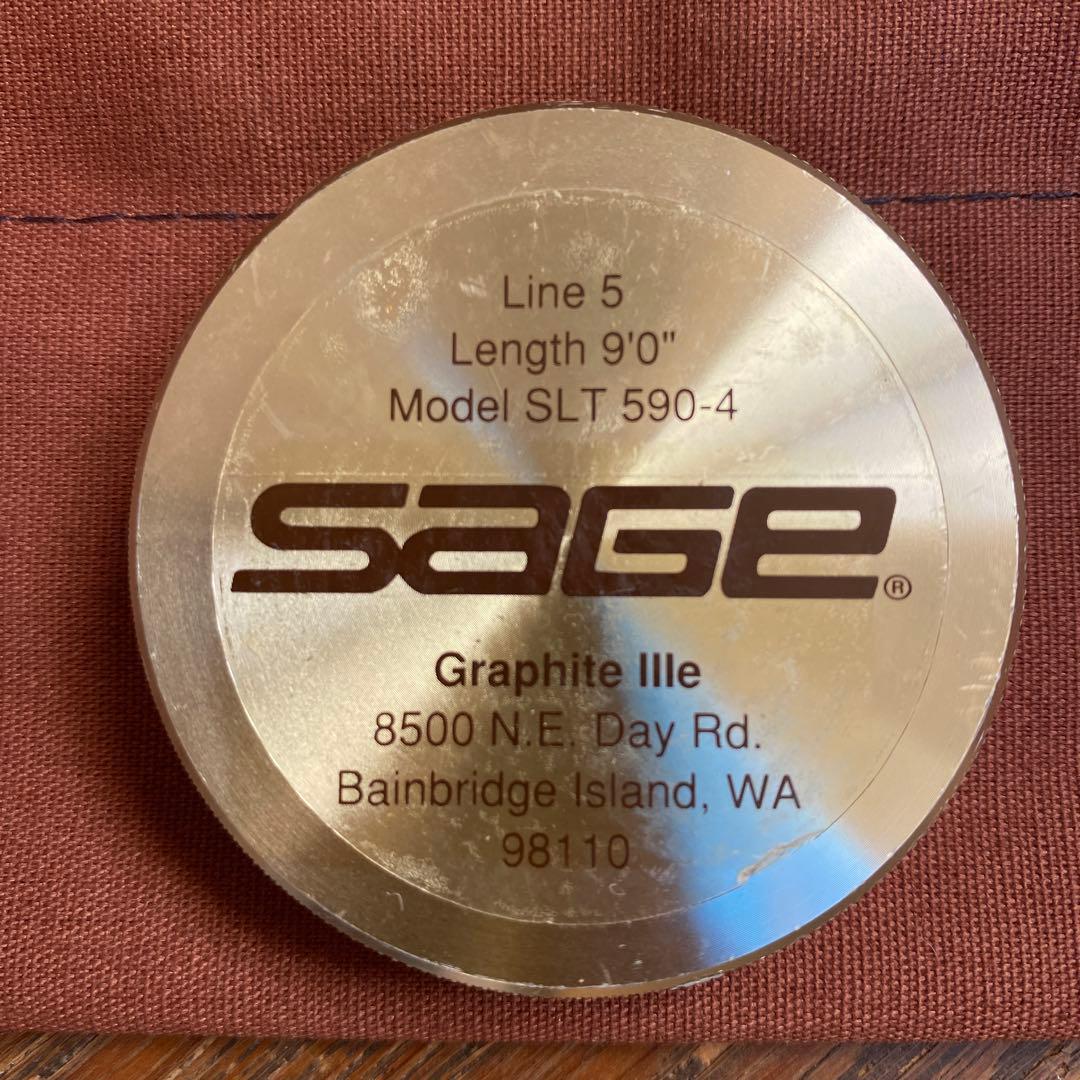 Line 5
Length 9'0"
Model SLT 590-4
SAGE®
Graphite IIIe
8500 N.E. Day Rd.
Bainbridge Island, WA
98110